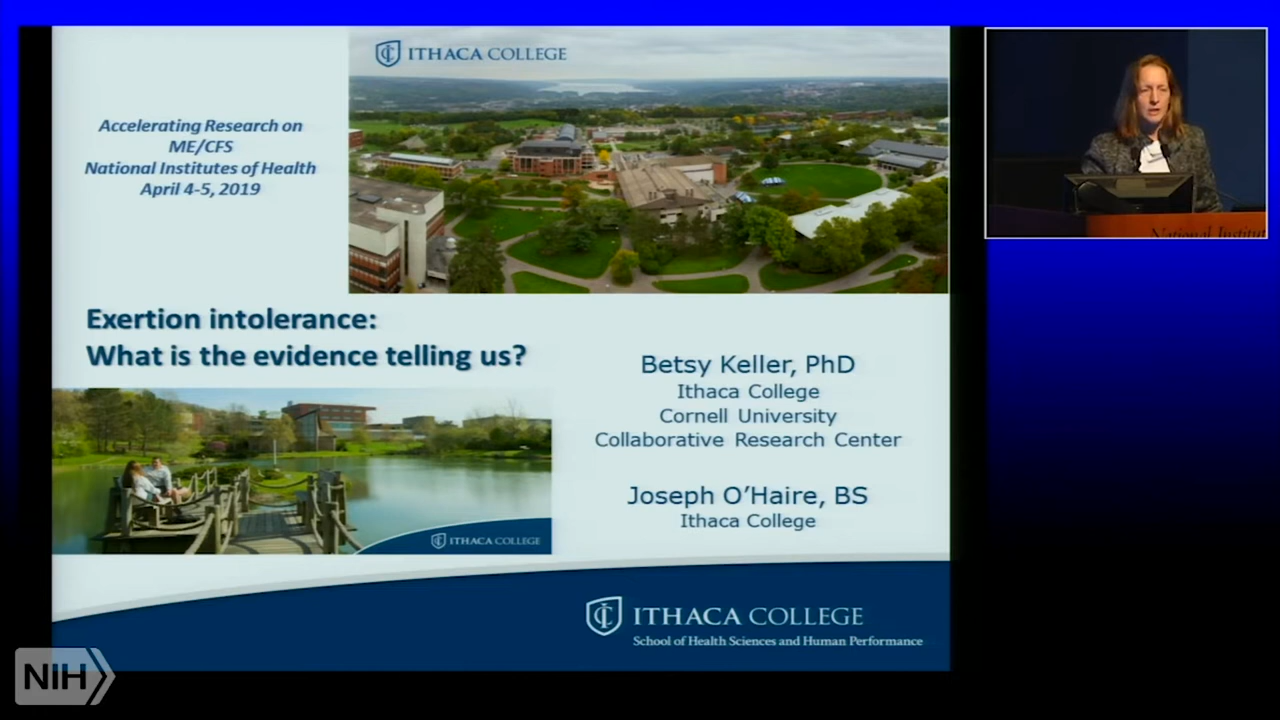 ITHACA COLLEGE
Accelerating Research on
ME/CFS
National Institutes of Health
April 4-5, 2019
Exertion intolerance:
What is the evidence telling us?
Betsy Keller, PhD
Ithaca College
Cornell University
Collaborative Research Center
Joseph O'Haire, BS
Ithaca College
ITHACA COLLEGE
ITHACA COLLEGE
School of Health Sciences and Human Performance
NIH
National Institut